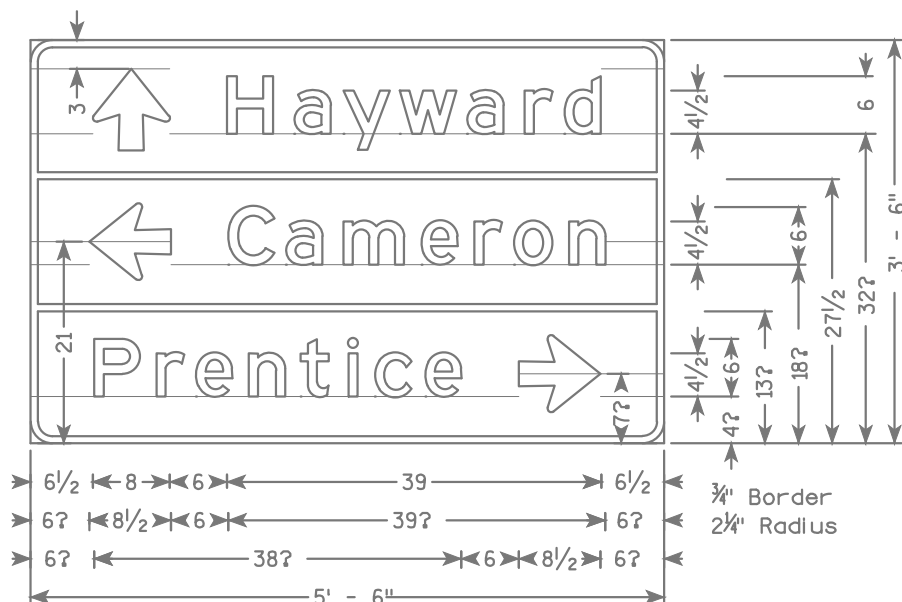 3
Hayward
4½
6
Cameron
4½
6
21
Prentice
7?
4½
6
4?
13?
18?
27½
32?
3' - 6"
6½ 8 6 39 6½
6? 8½ 6 39? 6?
6? 38? 6 8½ 6?
5' - 6"
¾" Border
2¼" Radius